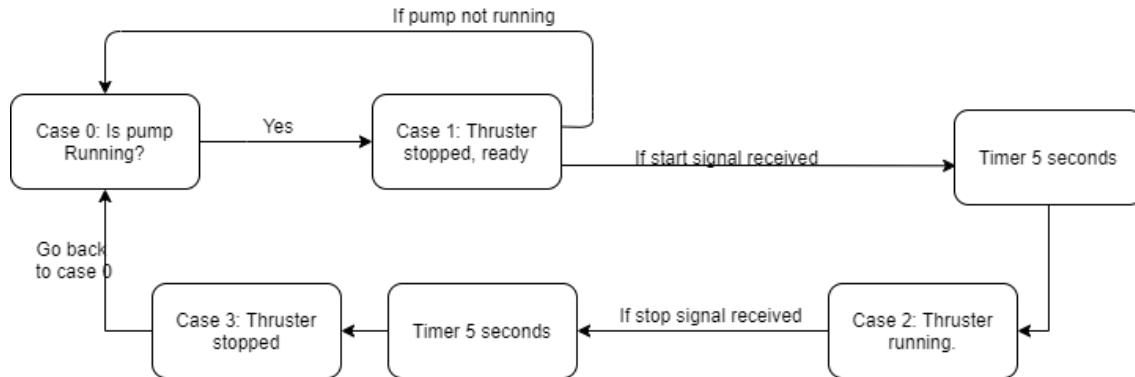 If pump not running
Case 0: Is pump
Running?
Yes
Case 1: Thruster
stopped, ready
If start signal received
Timer 5 seconds
Go back
to case 0
Case 3: Thruster
stopped
Timer 5 seconds
If stop signal received
Case 2: Thruster
running.